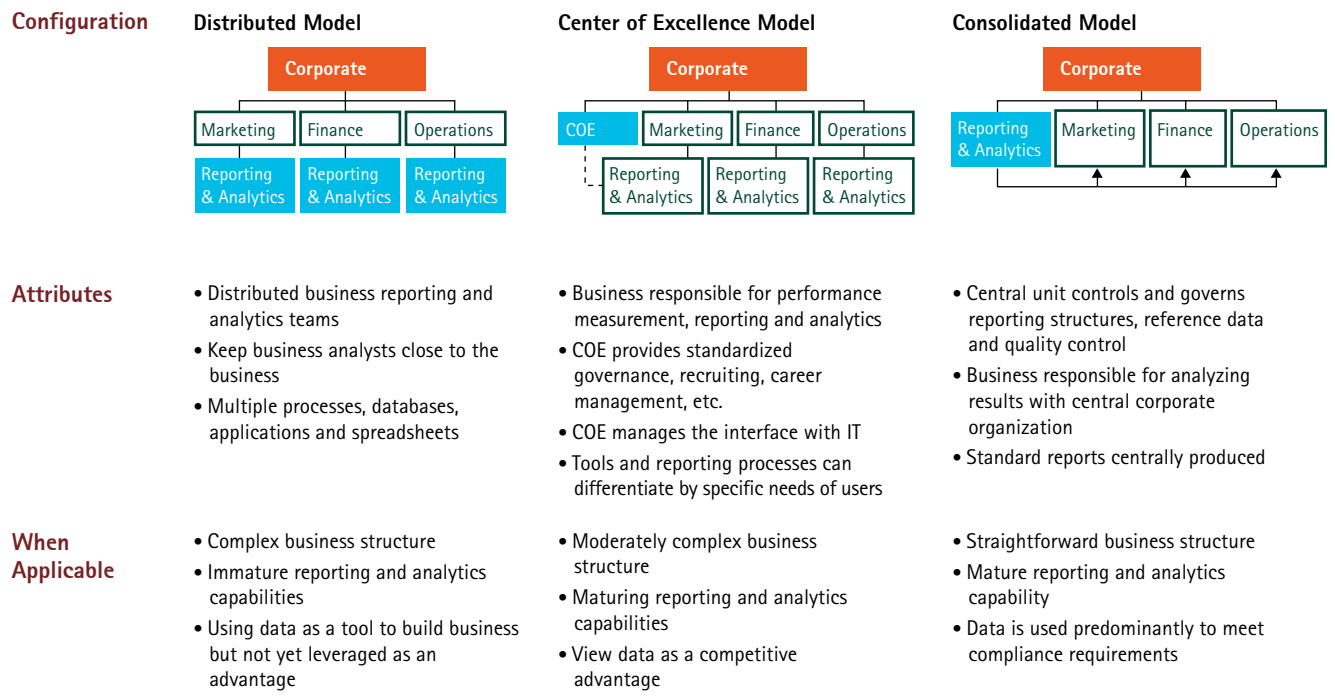 Configuration
Distributed Model
Corporate
Marketing
Finance
Operations
Reporting
& Analytics
Reporting
& Analytics
Reporting
& Analytics
Center of Excellence Model
Corporate
COE
Marketing
Finance
Operations
Reporting
& Analytics
Reporting
& Analytics
Reporting
& Analytics
Consolidated Model
Corporate
Reporting
& Analytics
Marketing
Finance
Operations
Attributes
• Distributed business reporting and
analytics teams
• Keep business analysts close to the
business
• Multiple processes, databases,
applications and spreadsheets
• Business responsible for performance
measurement, reporting and analytics
• COE provides standardized
governance, recruiting, career
management, etc.
• COE manages the interface with IT
• Tools and reporting processes can
differentiate by specific needs of users
• Central unit controls and governs
reporting structures, reference data
and quality control
• Business responsible for analyzing
results with central corporate
organization
• Standard reports centrally produced
When
Applicable
• Complex business structure
• Immature reporting and analytics
capabilities
• Using data as a tool to build business
but not yet leveraged as an
advantage
• Moderately complex business
structure
• Maturing reporting and analytics
capabilities
• View data as a competitive
advantage
• Straightforward business structure
• Mature reporting and analytics
capability
• Data is used predominantly to meet
compliance requirements